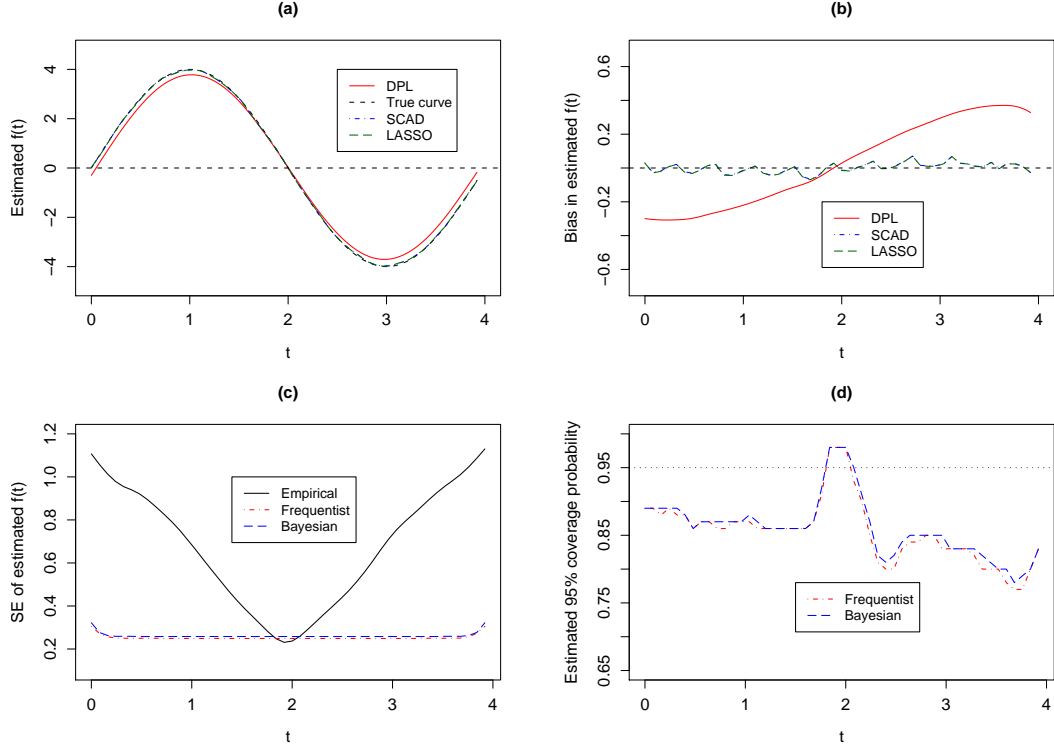 (a)
Estimated f(t)
4
2
0
−2
−4
DPL
True curve
SCAD
LASSO
0 1 2 3 4
t
(b)
Bias in estimated f(t)
0.6
0.2
−0.2
−0.6
DPL
SCAD
LASSO
0 1 2 3 4
t
(c)
SE of estimated f(t)
1.2
1.0
0.8
0.6
0.4
0.2
Empirical
Frequentist
Bayesian
0 1 2 3 4
t
(d)
Estimated 95% coverage probability
0.95
0.85
0.75
0.65
Frequentist
Bayesian
0 1 2 3 4
t